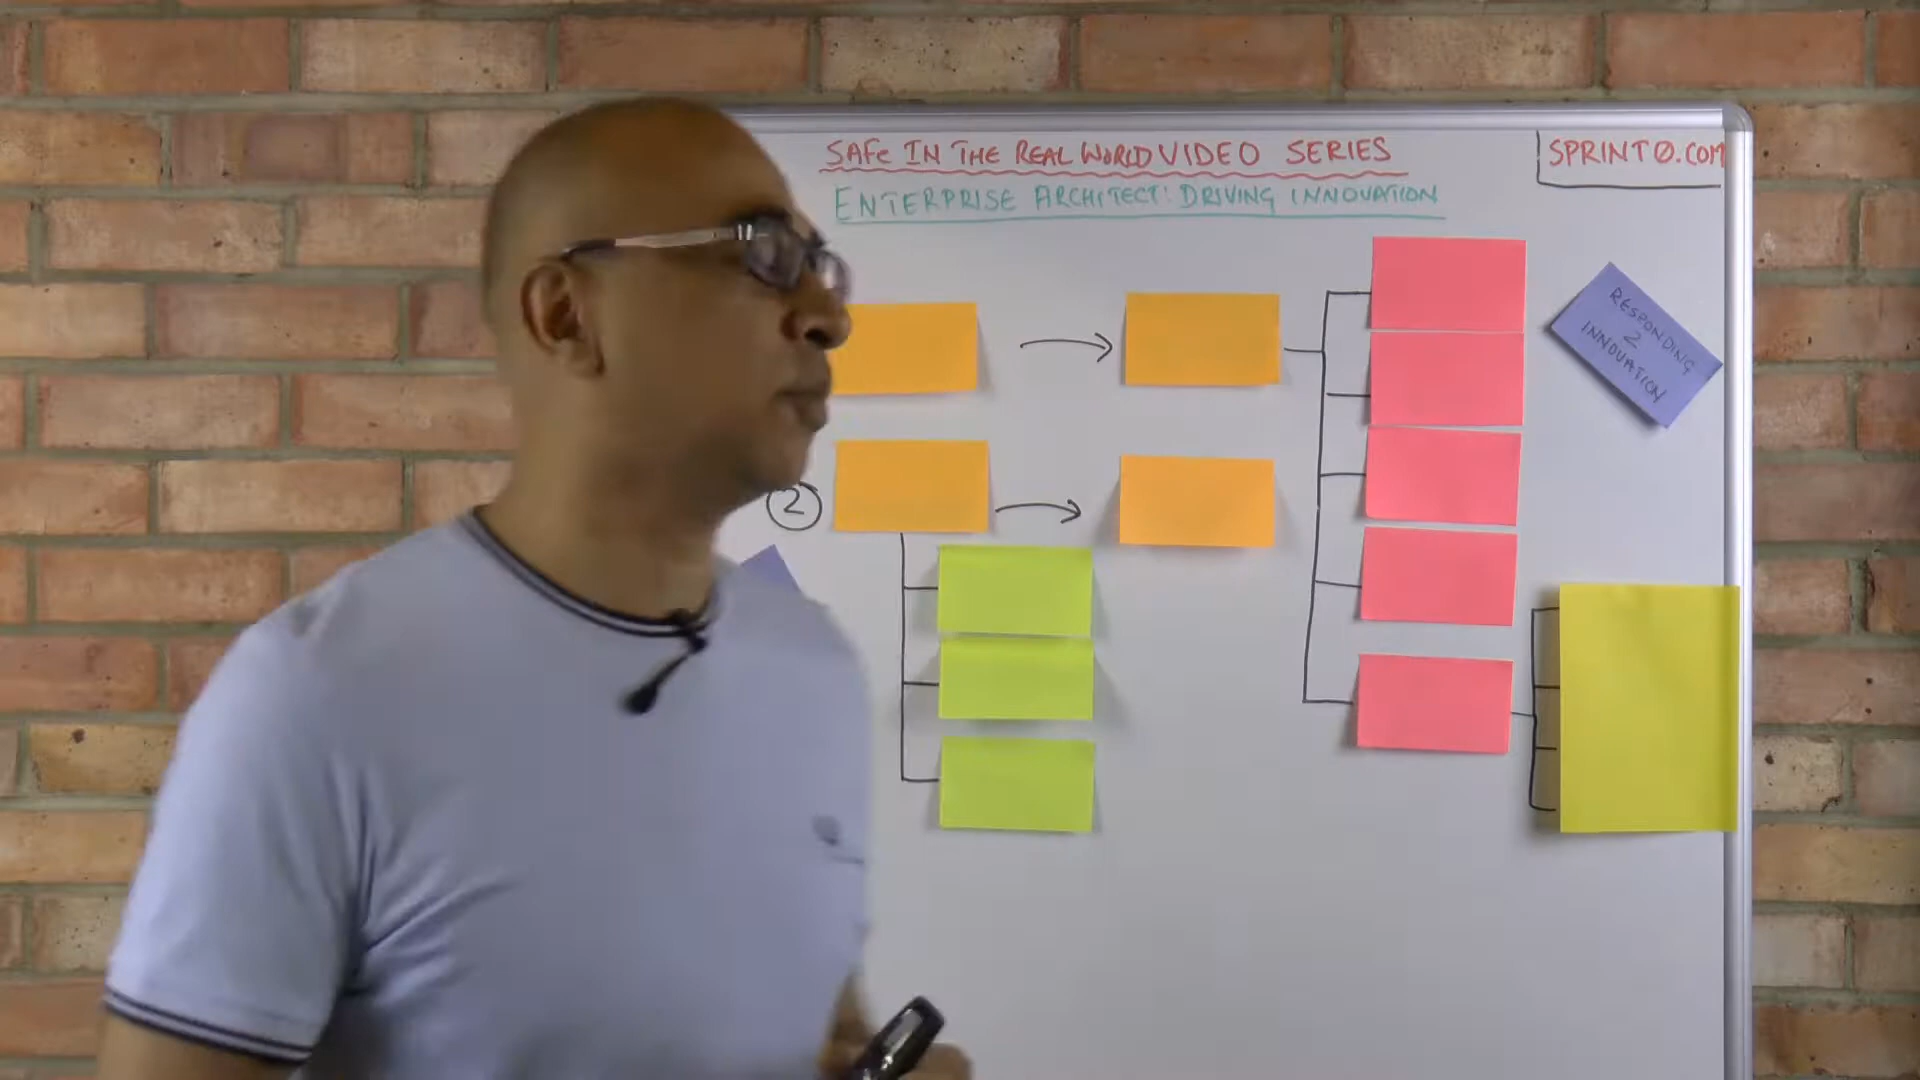 SAFe IN THE REAL WORLD VIDEO SERIES
SPRINT0.COM
ENTERPRISE ARCHITECT: DRIVING INNOVATION
RESPONDING
2
INNOVATION
2